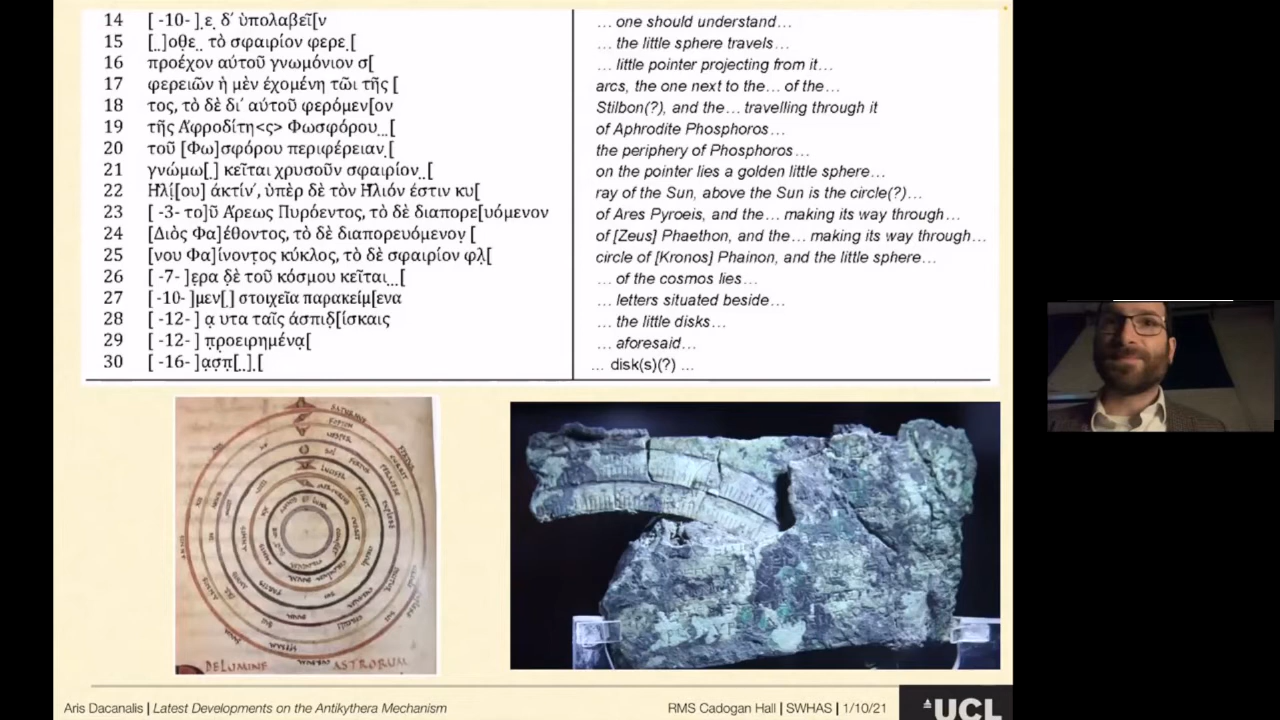 14 [ -10- ]̣ ε̣ δ’ ὑπολαβεῖ[ν … one should understand…
15 [̣ ̣]οθ̣ε̣ ̣ ̣ τὸ σφαιρίον φερε̣[ … the little sphere travels…
16 προέχον αὐτοῦ γνωμόνιον σ[ … little pointer projecting from it…
17 φερειῶν ἡ μὲν ἐχομένη τῶι τῆς [ arcs, the one next to the… of the…
18 τος, τὸ δὲ δι’ αὐτοῦ φερόμεν[ον Stilbon(?), and the… travelling through it
19 τῆς Ἀφροδίτη<ς> Φωσφόρου̣ ̣ ̣[ of Aphrodite Phosphoros…
20 τοῦ [Φω]σφόρου περιφέρειαν̣[ the periphery of Phosphoros…
21 γνώμω[̣] κεῖται χρυσοῦν σφαιρίον̣ ̣[ on the pointer lies a golden little sphere…
22 Ἡλί̣[ου] ἀκτίν’, ὑπὲρ δὲ τὸν Ἥλιόν ἐστιν κυ[ ray of the Sun, above the Sun is the circle(?)…
23 [ -3- το]ῦ Ἄρεως Πυρόεντος, τὸ δὲ διαπορε[υόμενον of Ares Pyroeis, and the… making its way through…
24 [Διὸς Φα]έθοντος, τὸ δὲ διαπορευόμενον̣ [ of [Zeus] Phaethon, and the… making its way through…
25 [νου Φα]ίνοντ̣ος κύκλος, τὸ δὲ σφαιρίον φλ̣[ circle of [Kronos] Phainon, and the little sphere…
26 [ -7- ]ε̣ρα δ̣ὲ τοῦ κόσμου κεῖται̣ ̣ ̣[ … of the cosmos lies…
27 [ -10- ]μεν[̣] στοιχεῖα παρακείμ[ενα … letters situated beside…
28 [ -12- ] α̣ υτα ταῖς ἀσπιδ̣[ίσκαις … the little disks…
29 [ -12- ] π̣ροειρημένα̣[ … aforesaid…
30 [ -16- ]α̣σ̣π̣[̣ ̣]̣[ … disk(s)(?) …
DE LUMINE ASTRORUM
Aris Dacanalis | Latest Developments on the Antikythera Mechanism RMS Cadogan Hall | SWHAS | 1/10/21 UCL